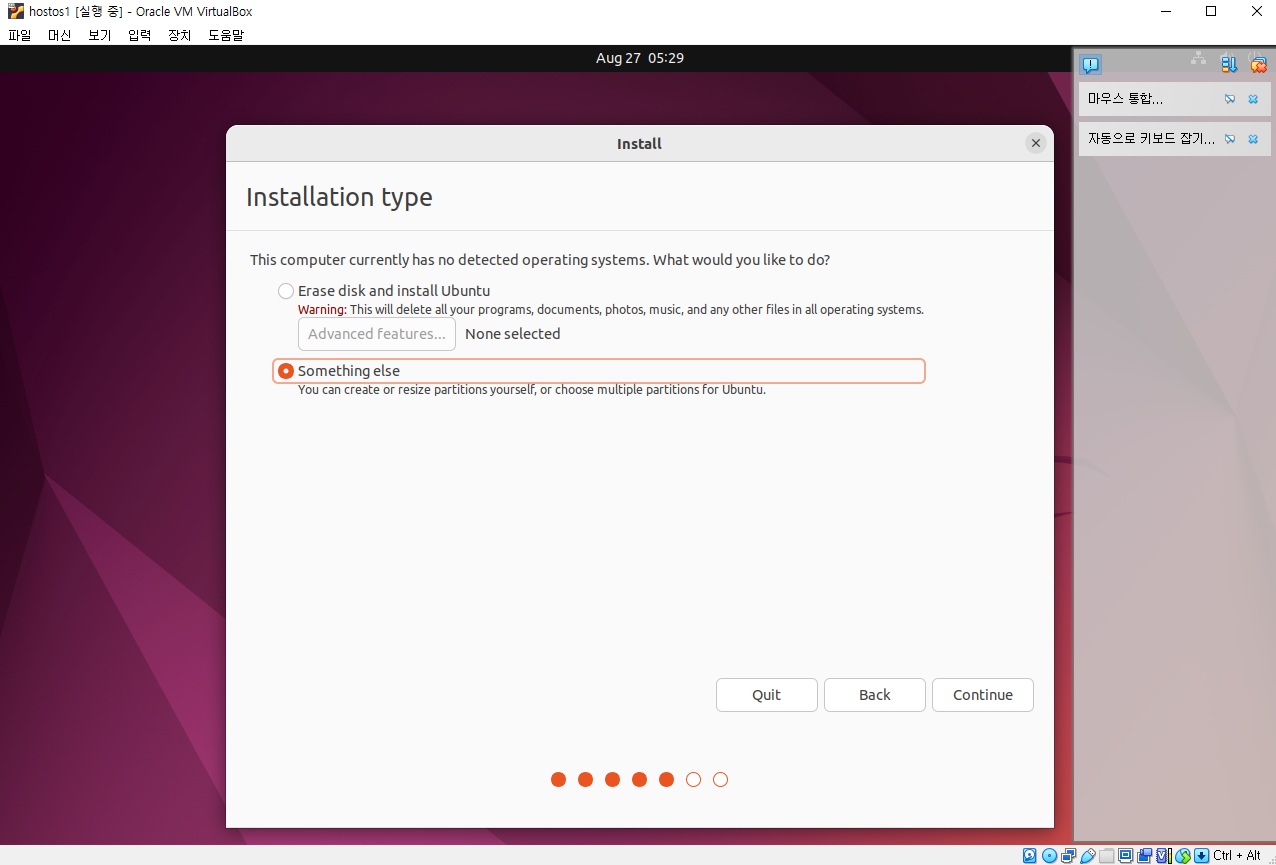 hostos1 [실행 중] - Oracle VM VirtualBox
파일 머신 보기 입력 장치 도움말
Aug 27 05:29
마우스 통합...
자동으로 키보드 잡기...
Install
Installation type
This computer currently has no detected operating systems. What would you like to do?
Erase disk and install Ubuntu
Warning: This will delete all your programs, documents, photos, music, and any other files in all operating systems.
Advanced features... None selected
Something else
You can create or resize partitions yourself, or choose multiple partitions for Ubuntu.
Quit Back Continue
Ctrl + Alt